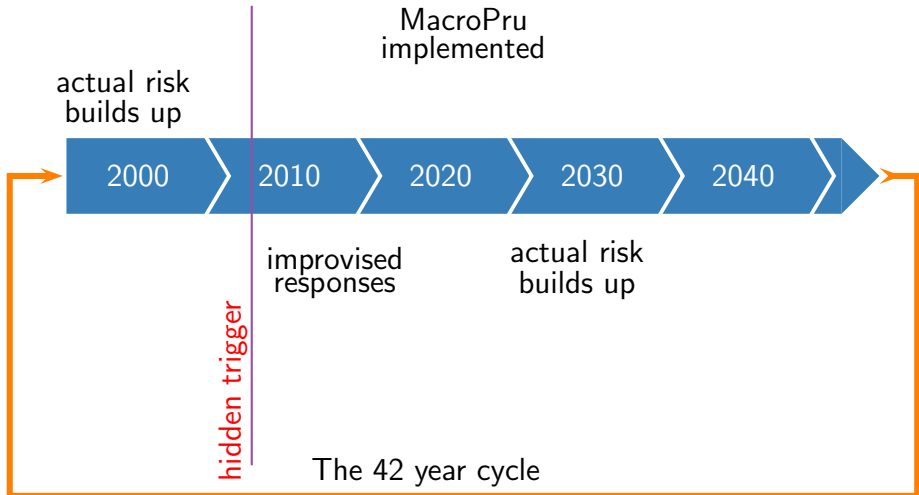 MacroPru
implemented
actual risk
builds up
2000
2010
2020
2030
2040
improvised
responses
actual risk
builds up
hidden trigger
The 42 year cycle